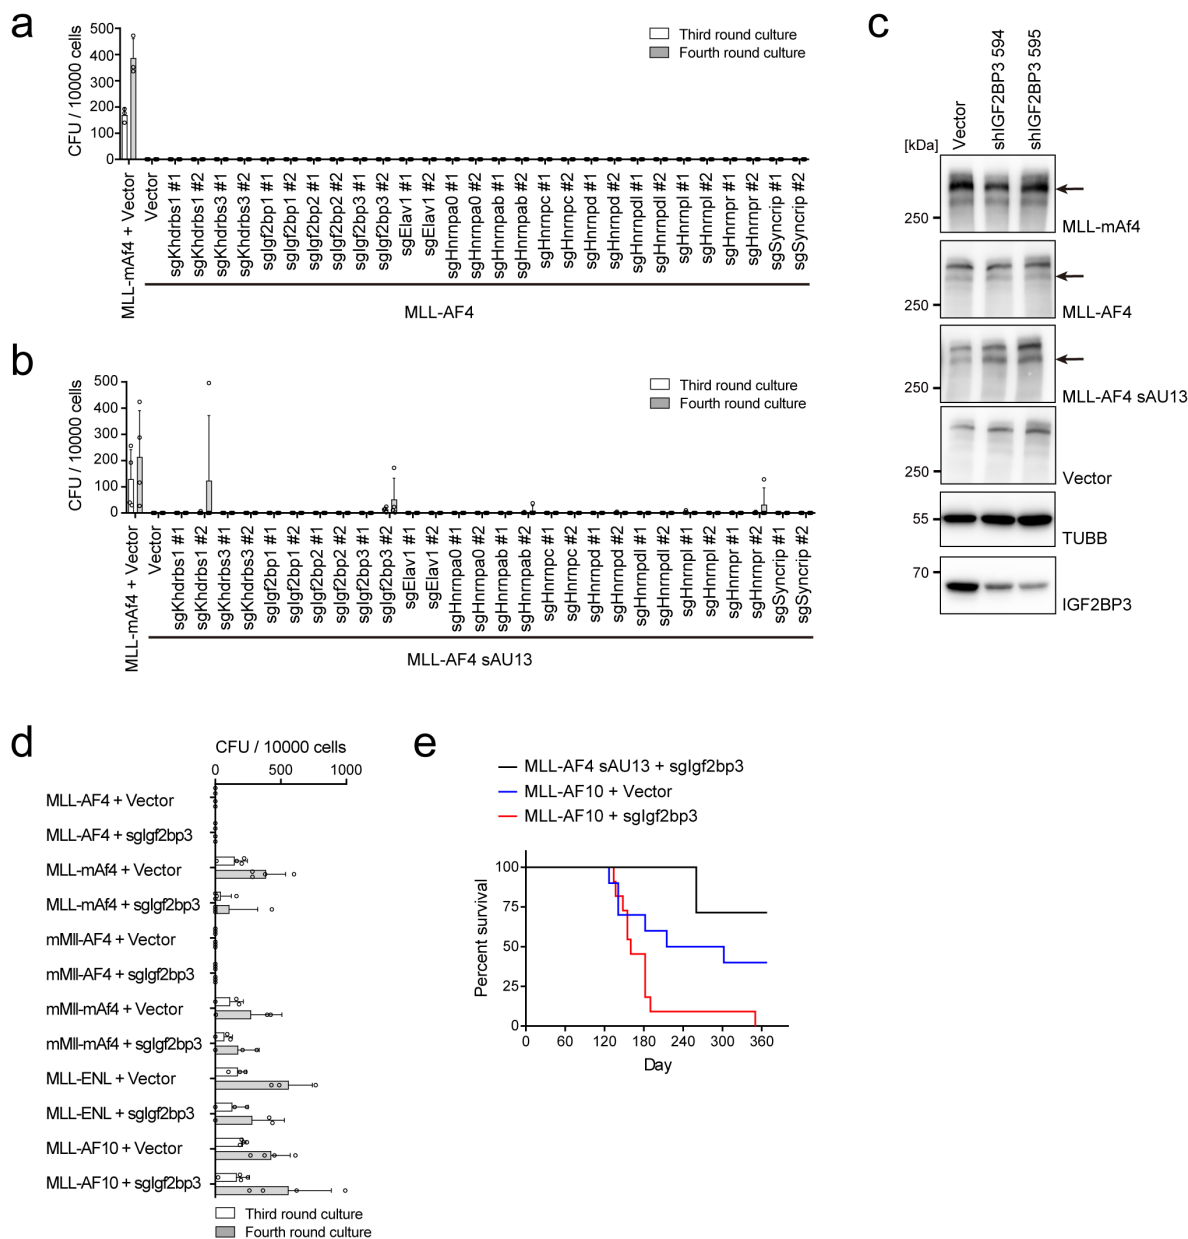 a
CFU / 10000 cells
500
400
300
200
100
0
Third round culture
Fourth round culture
MLL-mAf4 + Vector
Vector
sgKhdrbs1 #1
sgKhdrbs1 #2
sgKhdrbs3 #1
sgKhdrbs3 #2
sgIgf2bp1 #1
sgIgf2bp1 #2
sgIgf2bp2 #1
sgIgf2bp2 #2
sgIgf2bp3 #1
sgIgf2bp3 #2
sgElav1 #1
sgElav1 #2
sgHnrnpa0 #1
sgHnrnpa0 #2
sgHnrnpab #1
sgHnrnpab #2
sgHnrnpc #1
sgHnrnpc #2
sgHnrnpd #1
sgHnrnpd #2
sgHnrnpdl #1
sgHnrnpdl #2
sgHnrnpl #1
sgHnrnpl #2
sgHnrnpr #1
sgHnrnpr #2
sgSyncrip #1
sgSyncrip #2
MLL-AF4
b
CFU / 10000 cells
500
400
300
200
100
0
Third round culture
Fourth round culture
MLL-mAf4 + Vector
Vector
sgKhdrbs1 #1
sgKhdrbs1 #2
sgKhdrbs3 #1
sgKhdrbs3 #2
sgIgf2bp1 #1
sgIgf2bp1 #2
sgIgf2bp2 #1
sgIgf2bp2 #2
sgIgf2bp3 #1
sgIgf2bp3 #2
sgElav1 #1
sgElav1 #2
sgHnrnpa0 #1
sgHnrnpa0 #2
sgHnrnpab #1
sgHnrnpab #2
sgHnrnpc #1
sgHnrnpc #2
sgHnrnpd #1
sgHnrnpd #2
sgHnrnpdl #1
sgHnrnpdl #2
sgHnrnpl #1
sgHnrnpl #2
sgHnrnpr #1
sgHnrnpr #2
sgSyncrip #1
sgSyncrip #2
MLL-AF4 sAU13
c
Vector
shIGF2BP3 594
shIGF2BP3 595
[kDa]
250
MLL-mAf4
250
MLL-AF4
250
MLL-AF4 sAU13
250
Vector
55
TUBB
70
IGF2BP3
d
CFU / 10000 cells
0 500 1000
MLL-AF4 + Vector
MLL-AF4 + sgIgf2bp3
MLL-mAf4 + Vector
MLL-mAf4 + sgIgf2bp3
mMll-AF4 + Vector
mMll-AF4 + sgIgf2bp3
mMll-mAf4 + Vector
mMll-mAf4 + sgIgf2bp3
MLL-ENL + Vector
MLL-ENL + sgIgf2bp3
MLL-AF10 + Vector
MLL-AF10 + sgIgf2bp3
Third round culture
Fourth round culture
e
MLL-AF4 sAU13 + sgIgf2bp3
MLL-AF10 + Vector
MLL-AF10 + sgIgf2bp3
Percent survival
100
75
50
25
0
0 60 120 180 240 300 360
Day